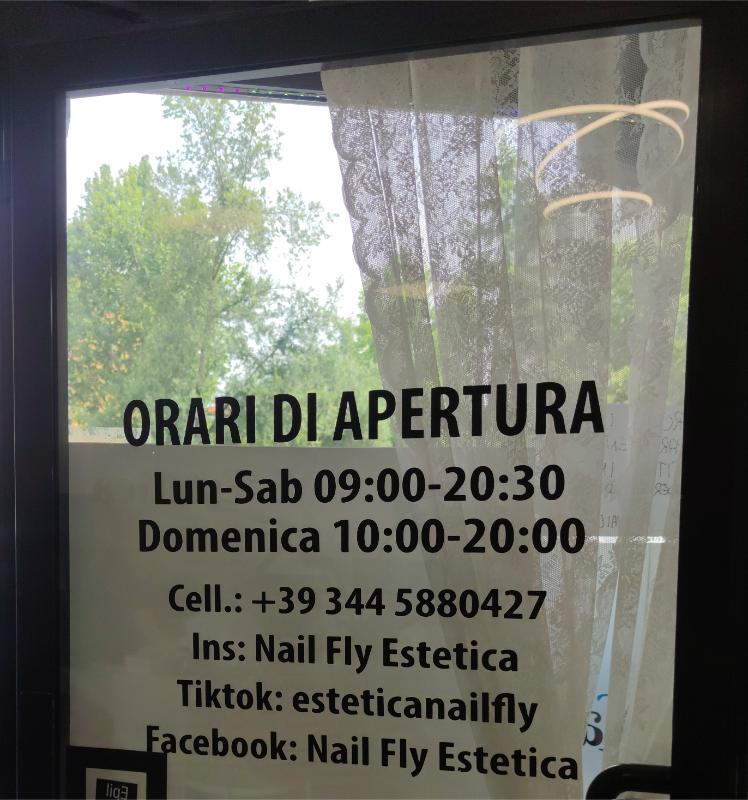 ORARI DI APERTURA
Lun-Sab 09:00-20:30
Domenica 10:00-20:00
Cell.: +39 344 5880427
Ins: Nail Fly Estetica
Tiktok: esteticanailfly
Facebook: Nail Fly Estetica
Epil